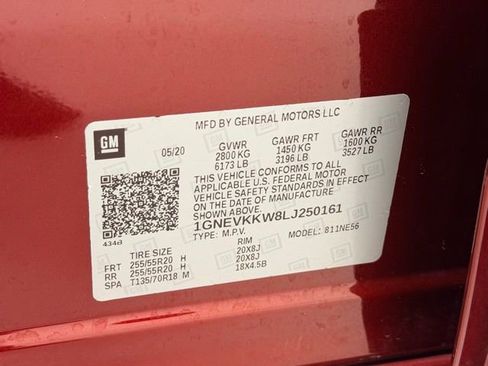 MFD BY GENERAL MOTORS LLC
GM
05/20 GVWR GAWR FRT GAWR RR
2800 KG 1450 KG 1600 KG
6173 LB 3196 LB 3527 LB
THIS VEHICLE CONFORMS TO ALL
APPLICABLE U.S. FEDERAL MOTOR
VEHICLE SAFETY STANDARDS IN EFFECT
ON THE DATE OF MANUFACTURE
SHOWN ABOVE.
1GNEVKKW8LJ250161
434B TYPE: M.P.V. MODEL: 811NE56
TIRE SIZE RIM
FRT 255/55R20 H 20X8J
RR 255/55R20 H 20X8J
SPA T135/70R18 M 18X4.5B